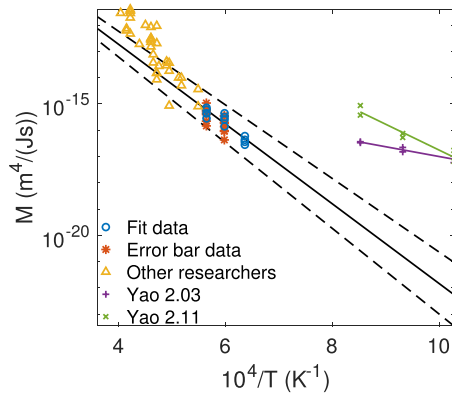 M (m⁴/(Js))
10⁻¹⁵
10⁻²⁰
Fit data
Error bar data
Other researchers
Yao 2.03
Yao 2.11
4 6 8 10
10⁴/T (K⁻¹)